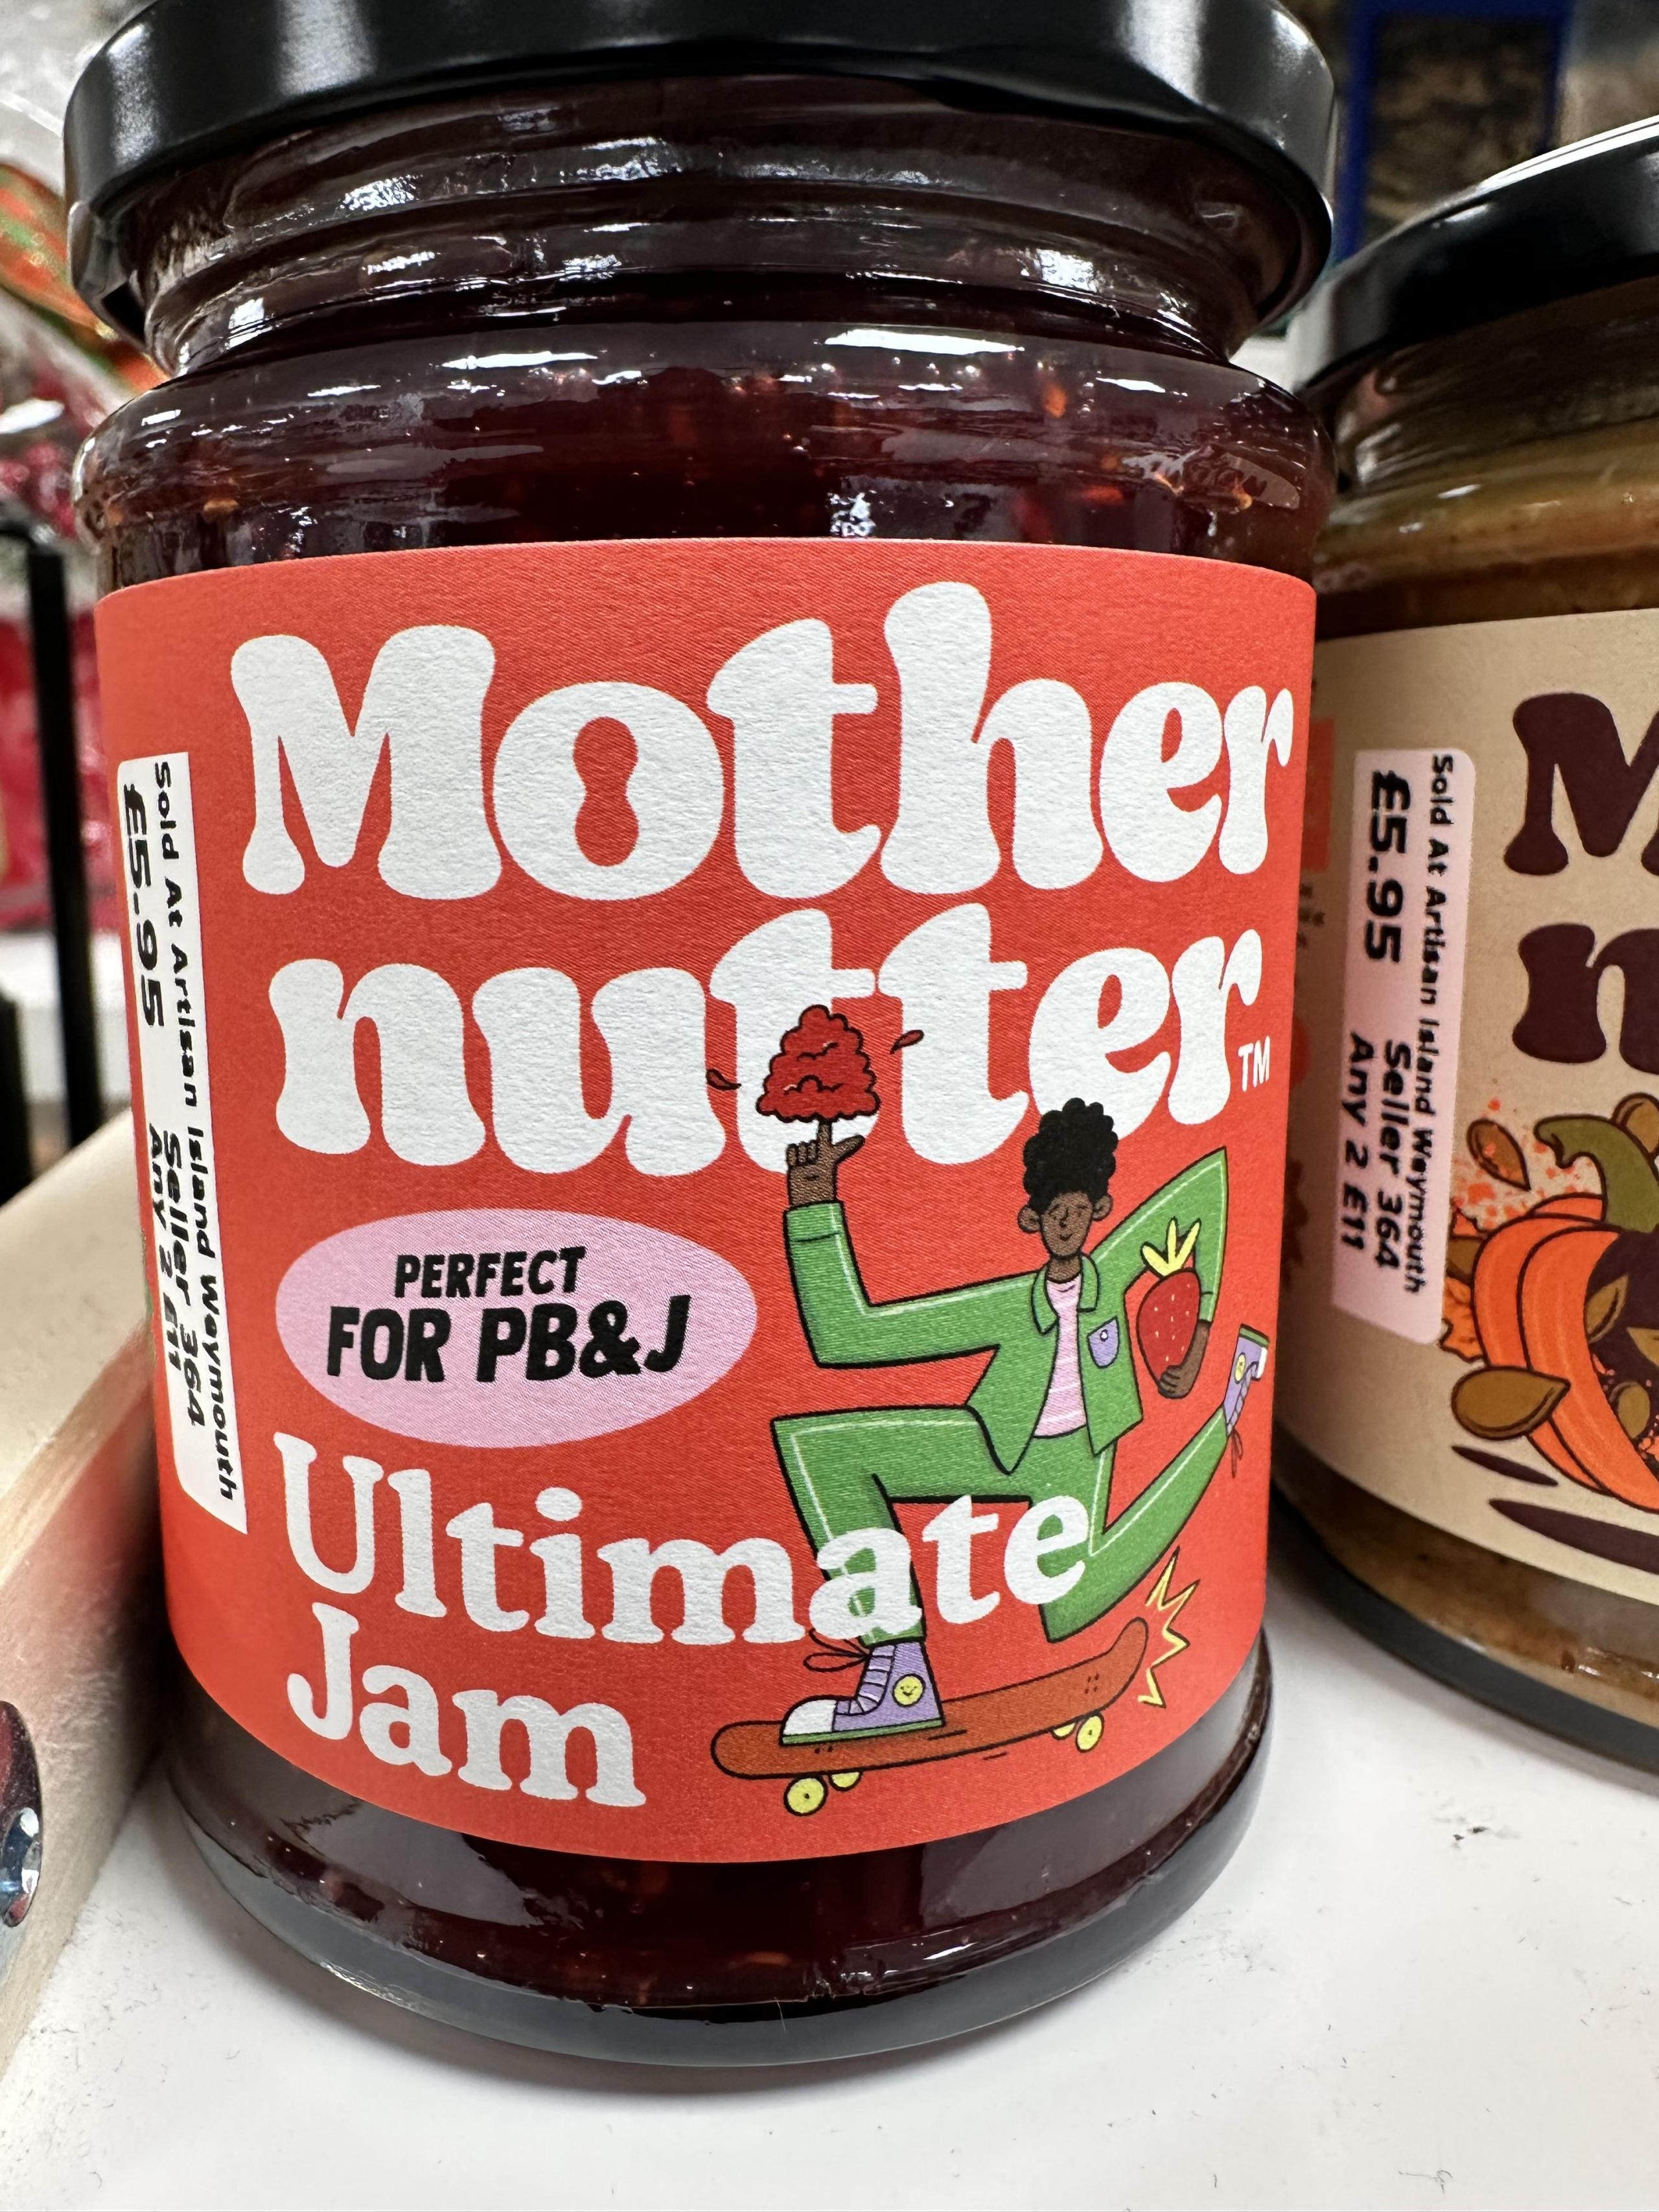 Mother
nutter
TM
PERFECT
FOR PB&J
Ultimate
Jam
Sold At Artisan Island Weymouth
£5.95 Seller 364
Any 2 £11
Sold At Artisan Island Weymouth
£5.95 Seller 364
Any 2 £11
M
n